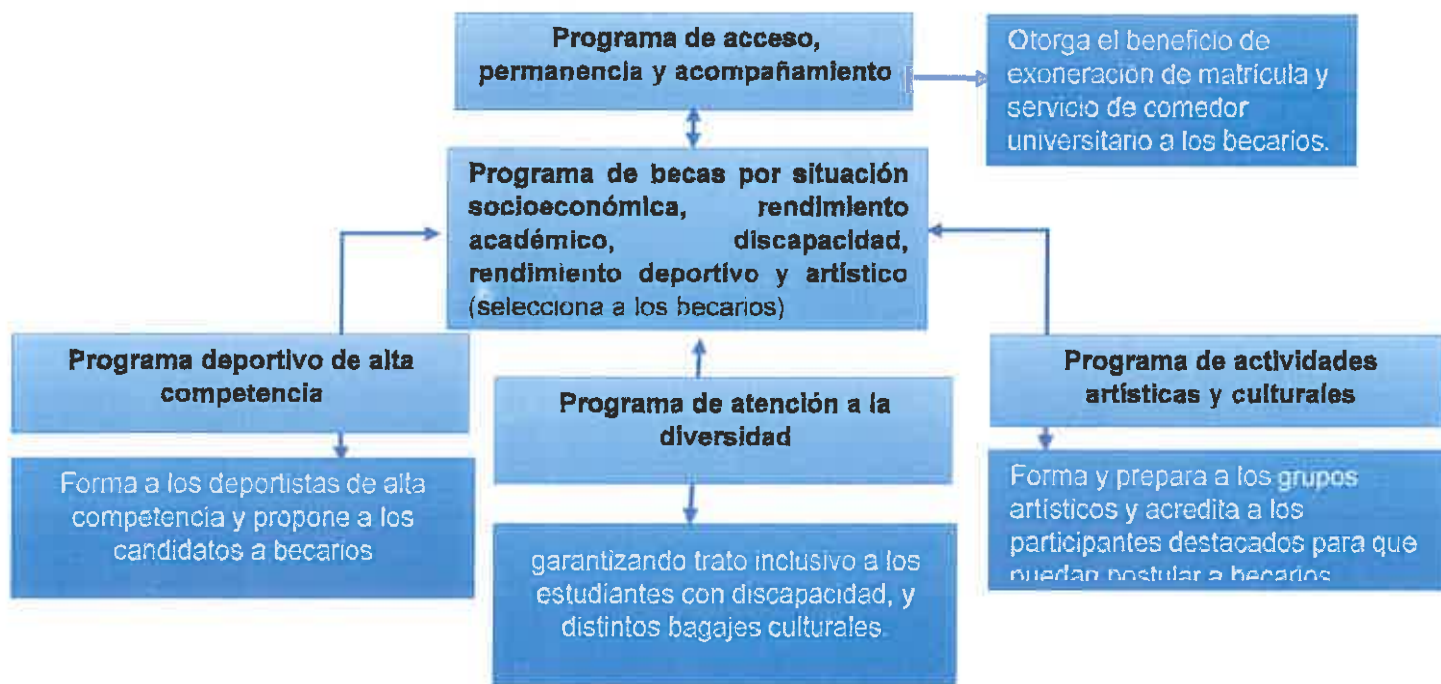 Programa de acceso,
permanencia y acompañamiento
Otorga el beneficio de
exoneración de matrícula y
servicio de comedor
universitario a los becarios.
Programa de becas por situación
socioeconómica, rendimiento
académico, discapacidad,
rendimiento deportivo y artístico
(selecciona a los becarios)
Programa deportivo de alta
competencia
Programa de atención a la
diversidad
Programa de actividades
artísticas y culturales
Forma a los deportistas de alta
competencia y propone a los
candidatos a becarios
garantizando trato inclusivo a los
estudiantes con discapacidad, y
distintos bagajes culturales.
Forma y prepara a los grupos
artísticos y acredita a los
participantes destacados para que
puedan postular a becarios